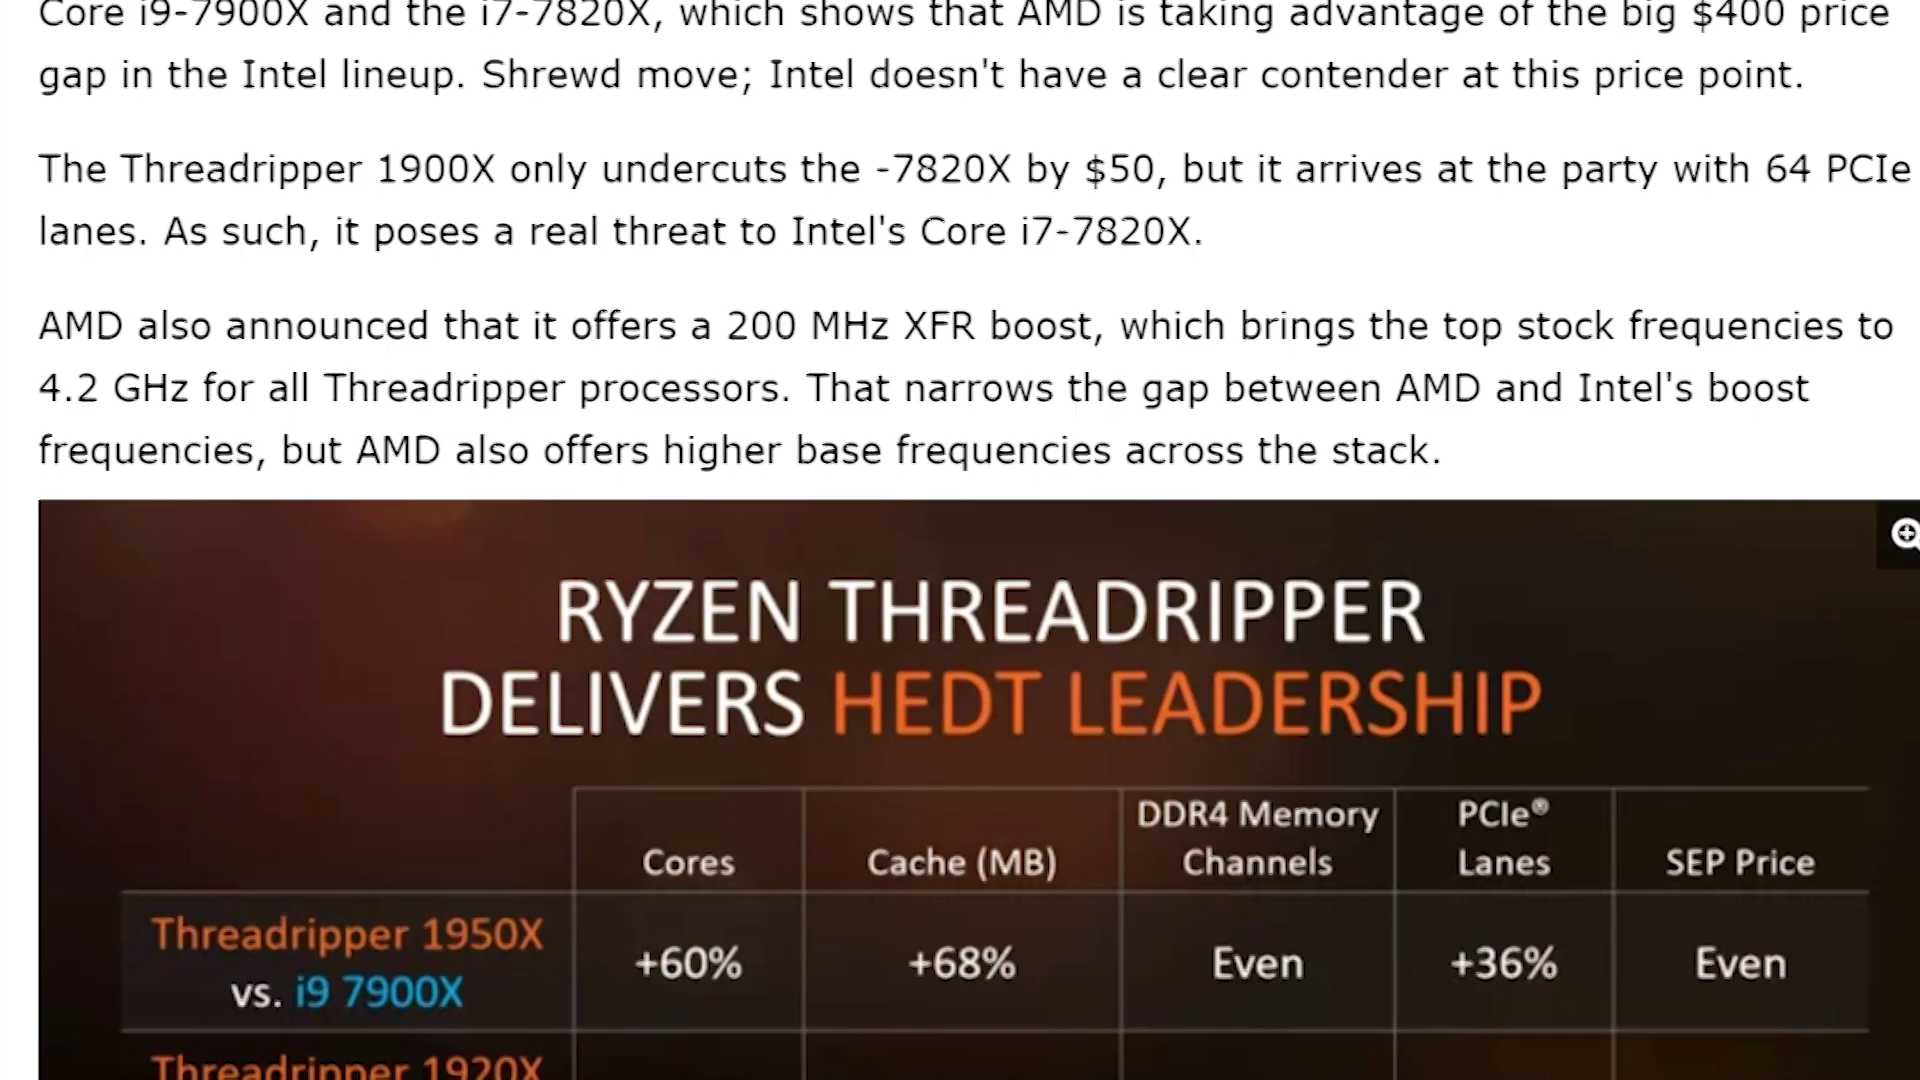 Core i9-7900X and the i7-7820X, which shows that AMD is taking advantage of the big $400 price
gap in the Intel lineup. Shrewd move; Intel doesn't have a clear contender at this price point.
The Threadripper 1900X only undercuts the -7820X by $50, but it arrives at the party with 64 PCIe
lanes. As such, it poses a real threat to Intel's Core i7-7820X.
AMD also announced that it offers a 200 MHz XFR boost, which brings the top stock frequencies to
4.2 GHz for all Threadripper processors. That narrows the gap between AMD and Intel's boost
frequencies, but AMD also offers higher base frequencies across the stack.
RYZEN THREADRIPPER
DELIVERS HEDT LEADERSHIP
Cores Cache (MB) DDR4 Memory Channels PCIe® Lanes SEP Price
Threadripper 1950X
vs. i9 7900X +60% +68% Even +36% Even
Threadripper 1920X